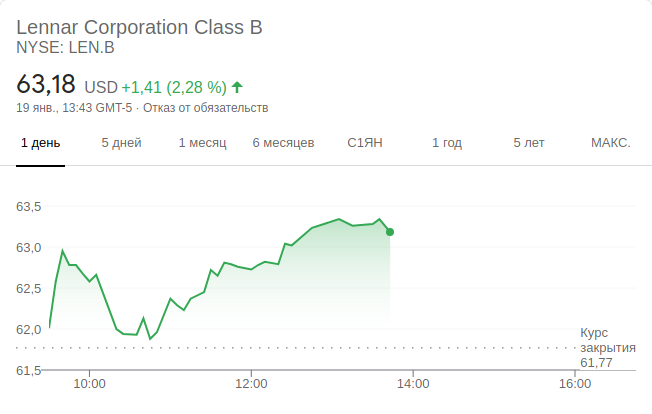 Lennar Corporation Class B
NYSE: LEN.B
63,18 USD +1,41 (2,28 %)
19 янв., 13:43 GMT-5 · Отказ от обязательств
1 день 5 дней 1 месяц 6 месяцев С1ЯН 1 год 5 лет МАКС.
63,5
63,0
62,5
62,0
Курс
закрытия
61,77
61,5
10:00 12:00 14:00 16:00